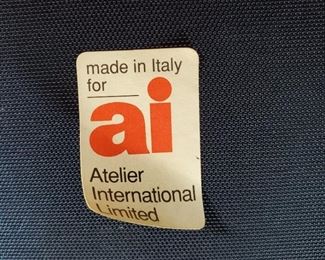 made in Italy
for
ai
Atelier
International
Limited